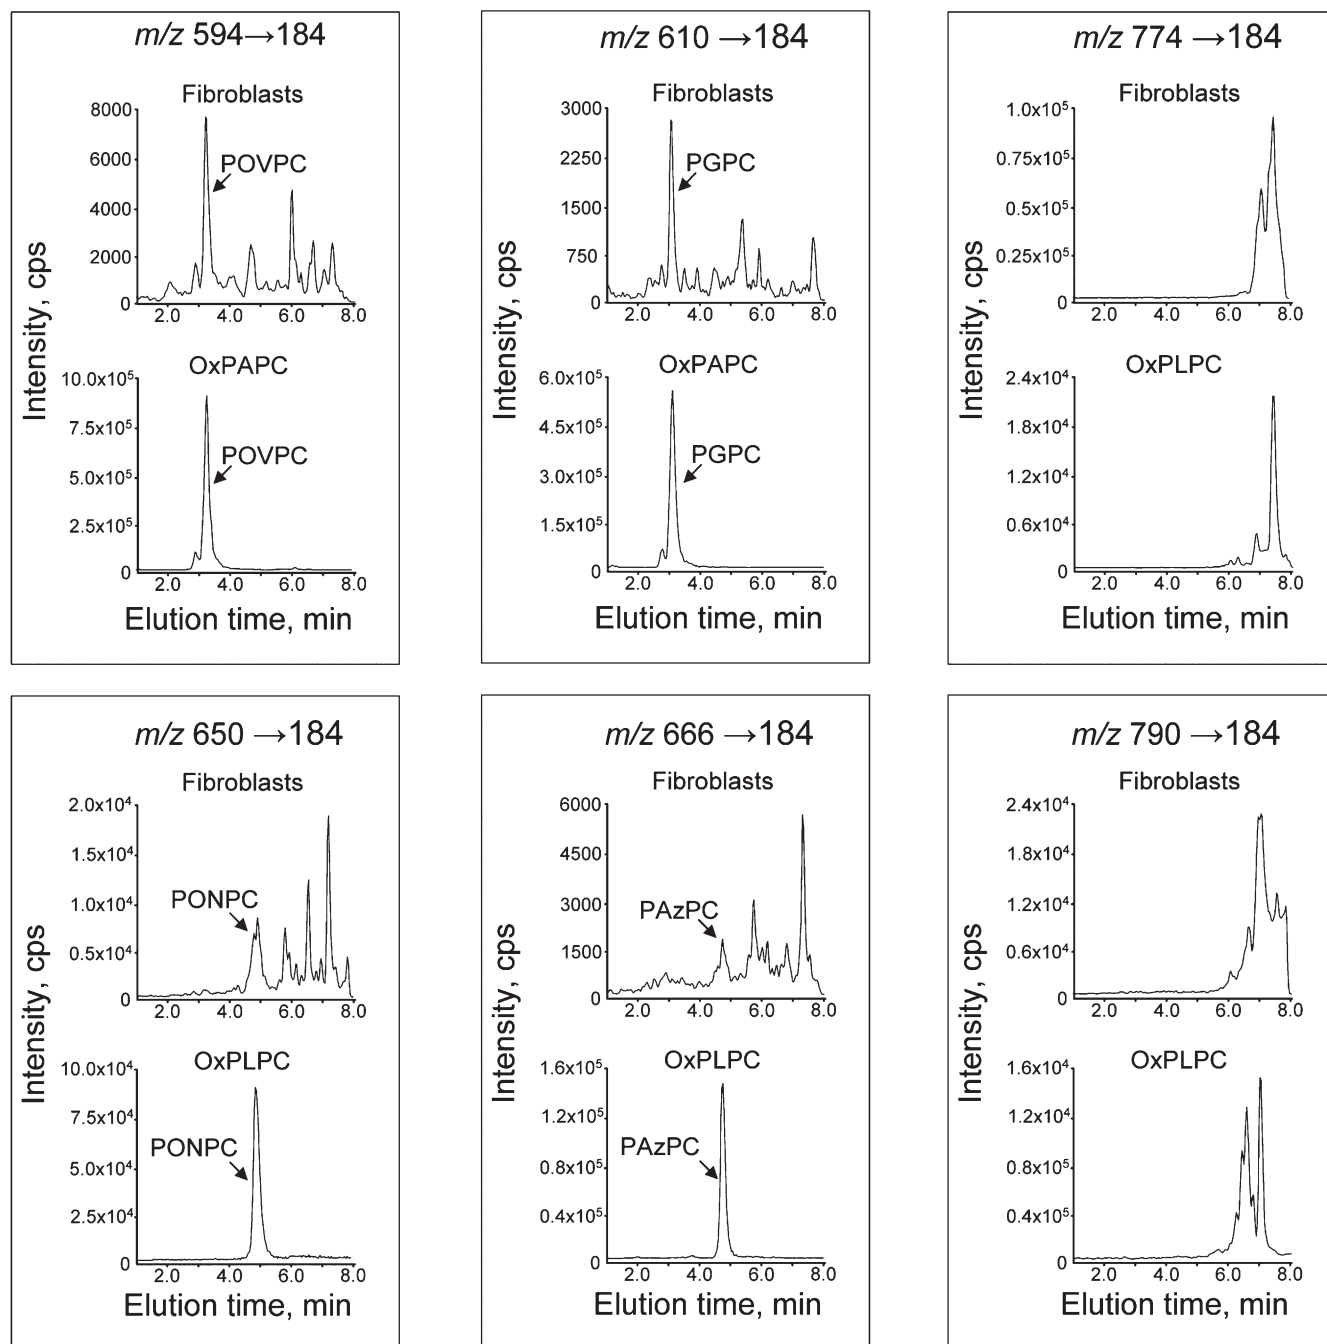 m/z 594→184
Fibroblasts
8000
6000
4000
2000
0
POVPC
2.0 4.0 6.0 8.0
OxPAPC
10.0x10⁵
7.5x10⁵
5.0x10⁵
2.5x10⁵
0
POVPC
2.0 4.0 6.0 8.0
Intensity, cps
Elution time, min
m/z 610 →184
Fibroblasts
3000
2250
1500
750
0
PGPC
2.0 4.0 6.0 8.0
OxPAPC
6.0x10⁵
4.5x10⁵
3.0x10⁵
1.5x10⁵
0
PGPC
2.0 4.0 6.0 8.0
Intensity, cps
Elution time, min
m/z 774 →184
Fibroblasts
1.0x10⁵
0.75x10⁵
0.5x10⁵
0.25x10⁵
0
2.0 4.0 6.0 8.0
OxPLPC
2.4x10⁴
1.8x10⁴
1.2x10⁴
0.6x10⁴
0
2.0 4.0 6.0 8.0
Intensity, cps
Elution time, min
m/z 650 →184
Fibroblasts
2.0x10⁴
1.5x10⁴
1.0x10⁴
0.5x10⁴
0
PONPC
2.0 4.0 6.0 8.0
OxPLPC
10.0x10⁴
7.5x10⁴
5.0x10⁴
2.5x10⁴
0
PONPC
2.0 4.0 6.0 8.0
Intensity, cps
Elution time, min
m/z 666 →184
Fibroblasts
6000
4500
3000
1500
0
PAzPC
2.0 4.0 6.0 8.0
OxPLPC
1.6x10⁵
1.2x10⁵
0.8x10⁵
0.4x10⁵
0
PAzPC
2.0 4.0 6.0 8.0
Intensity, cps
Elution time, min
m/z 790 →184
Fibroblasts
2.4x10⁴
1.8x10⁴
1.2x10⁴
0.6x10⁴
0
2.0 4.0 6.0 8.0
OxPLPC
1.6x10⁴
1.2x10⁴
0.8x10⁴
0.4x10⁵
0
2.0 4.0 6.0 8.0
Intensity, cps
Elution time, min